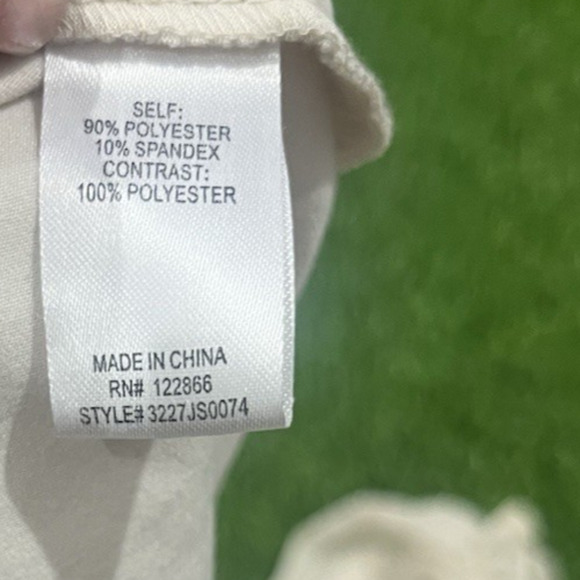 SELF:
90% POLYESTER
10% SPANDEX
CONTRAST:
100% POLYESTER
MADE IN CHINA
RN# 122866
STYLE# 3227JS0074